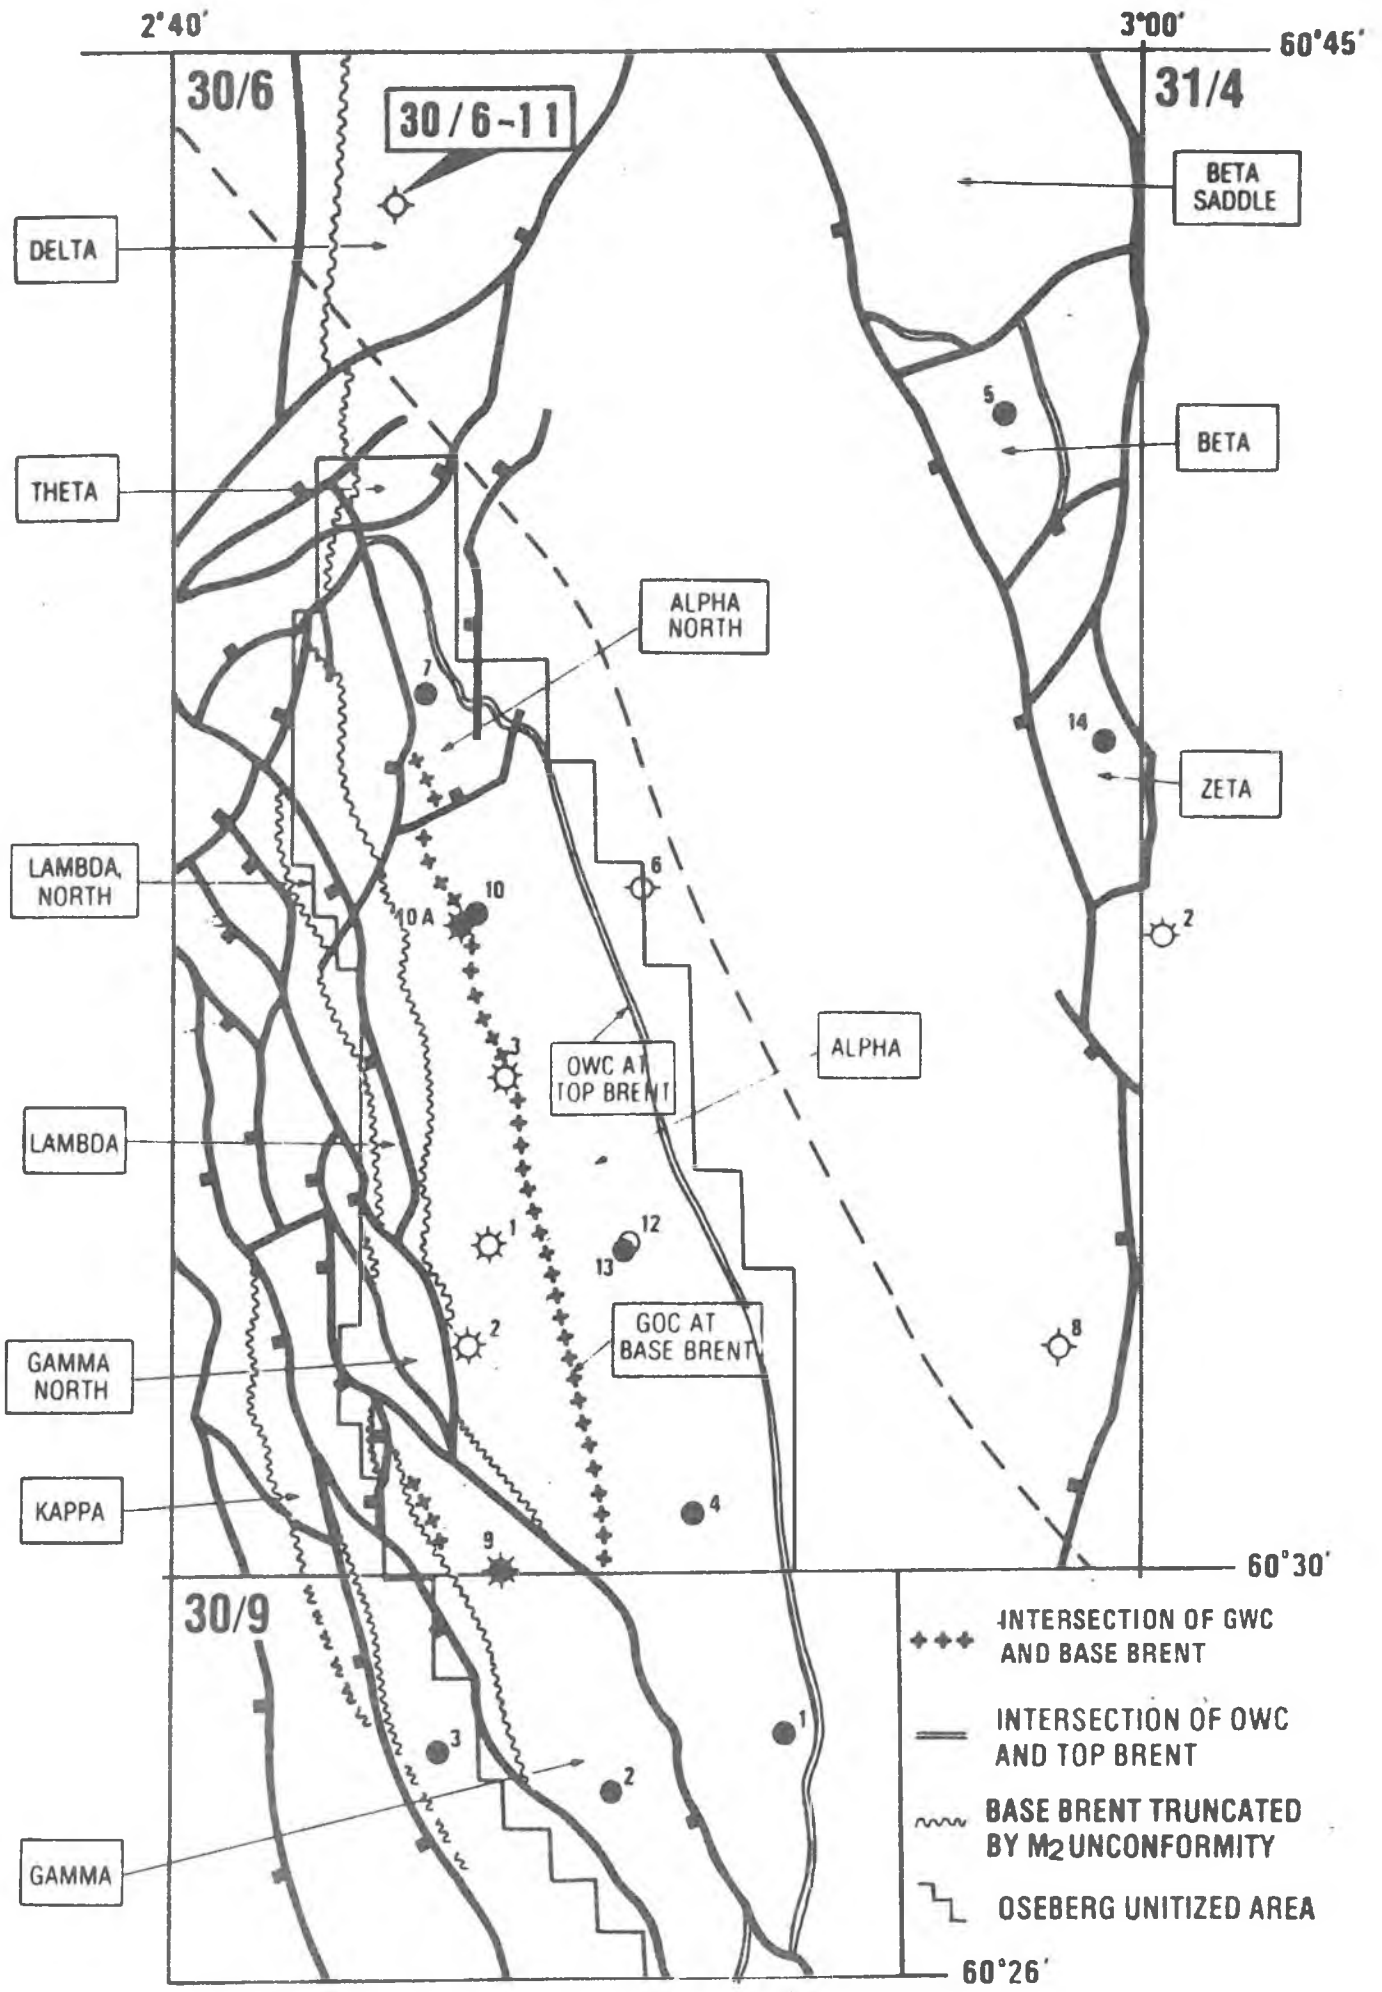 2°40'
3°00'
60°45'
30/6
31/4
30/6-11
BETA
SADDLE
DELTA
5
BETA
THETA
ALPHA
NORTH
7
14
ZETA
LAMBDA,
NORTH
6
10
10A
2
3
OWC AT
TOP BRENT
ALPHA
LAMBDA
1
12
13
GAMMA
NORTH
2
GOC AT
BASE BRENT
8
KAPPA
4
9
60°30'
30/9
INTERSECTION OF GWC
AND BASE BRENT
3
1
INTERSECTION OF OWC
AND TOP BRENT
2
BASE BRENT TRUNCATED
BY M2 UNCONFORMITY
GAMMA
OSEBERG UNITIZED AREA
60°26'